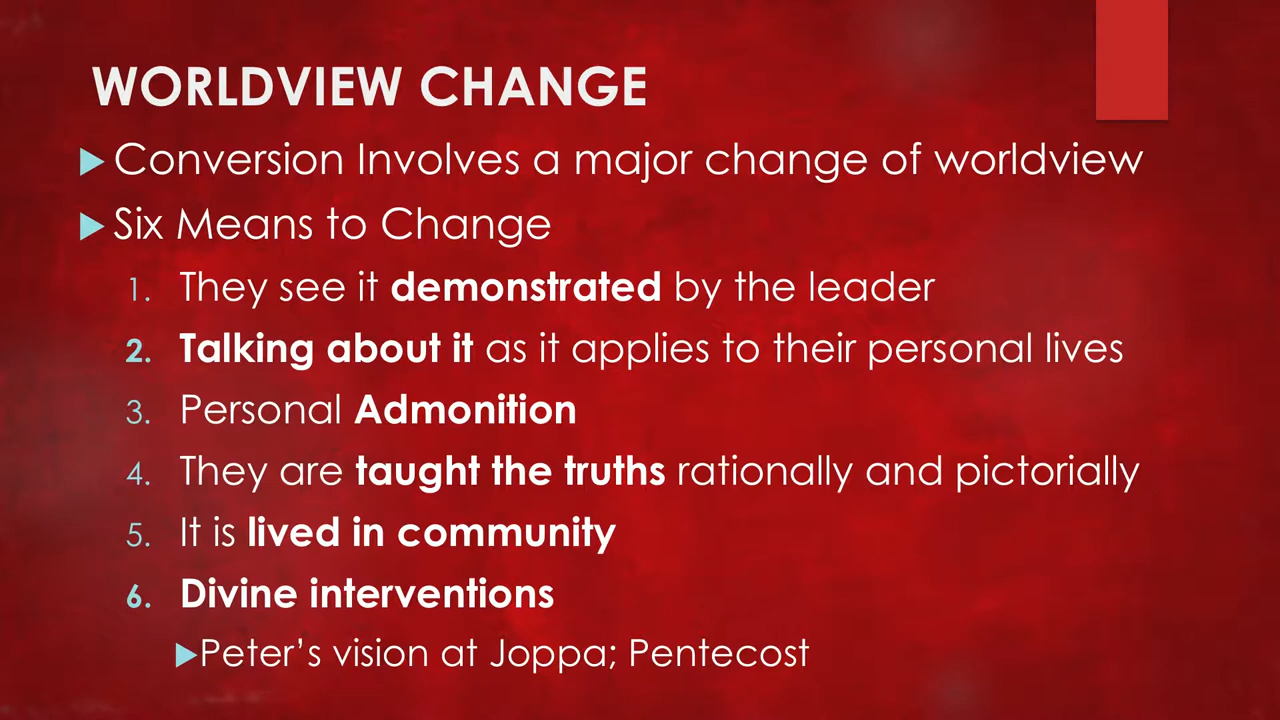 WORLDVIEW CHANGE
Conversion Involves a major change of worldview
Six Means to Change
1. They see it demonstrated by the leader
2. Talking about it as it applies to their personal lives
3. Personal Admonition
4. They are taught the truths rationally and pictorially
5. It is lived in community
6. Divine interventions
Peter’s vision at Joppa; Pentecost